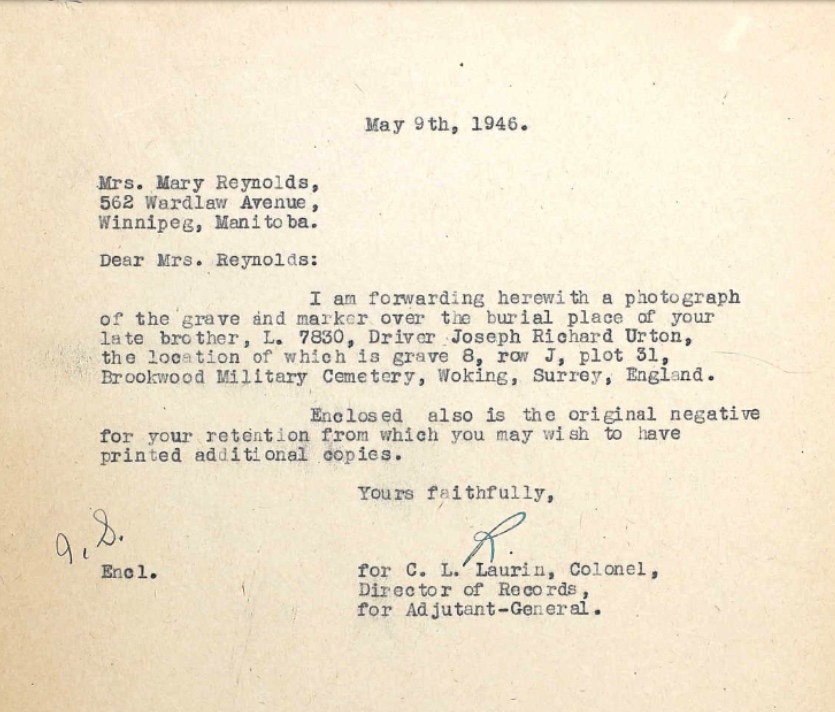 May 9th, 1946.
Mrs. Mary Reynolds,
562 Wardlaw Avenue,
Winnipeg, Manitoba.
Dear Mrs. Reynolds:
I am forwarding herewith a photograph
of the grave and marker over the burial place of your
late brother, L. 7830, Driver Joseph Richard Urton,
the location of which is grave 8, row J, plot 31,
Brookwood Military Cemetery, Woking, Surrey, England.
Enclosed also is the original negative
for your retention from which you may wish to have
printed additional copies.
Yours faithfully,
R
Encl.
for C. L. Laurin, Colonel,
Director of Records,
for Adjutant-General.